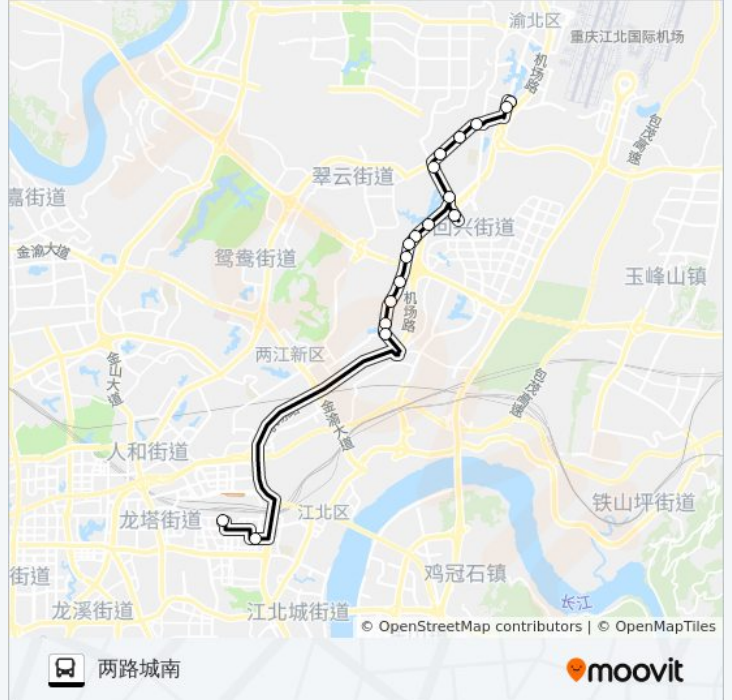 渝北区
重庆江北国际机场
机场路
包茂高速
翠云街道
嘉街道
回兴街道
金渝大道
鸳鸯街道
玉峰山镇
机场路
两江新区
金山大道
包茂高速
金渝大道
人和街道
铁山坪街道
龙塔街道
江北区
鸡冠石镇
街道
长江
龙溪街道
江北城街道
© OpenStreetMap contributors | © OpenMapTiles
两路城南
moovit